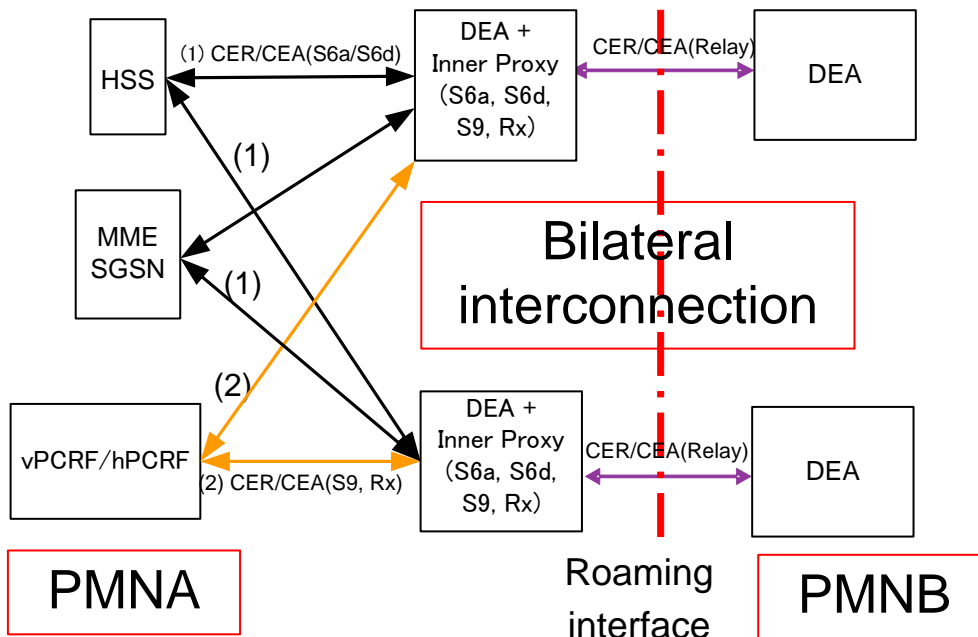 HSS
(1) CER/CEA(S6a/S6d)
DEA +
Inner Proxy
(S6a, S6d,
S9, Rx)
CER/CEA(Relay)
DEA
(1)
MME
SGSN
(1)
Bilateral
interconnection
(2)
vPCRF/hPCRF
(2) CER/CEA(S9, Rx)
DEA +
Inner Proxy
(S6a, S6d,
S9, Rx)
CER/CEA(Relay)
DEA
PMNA
Roaming
interface
PMNB